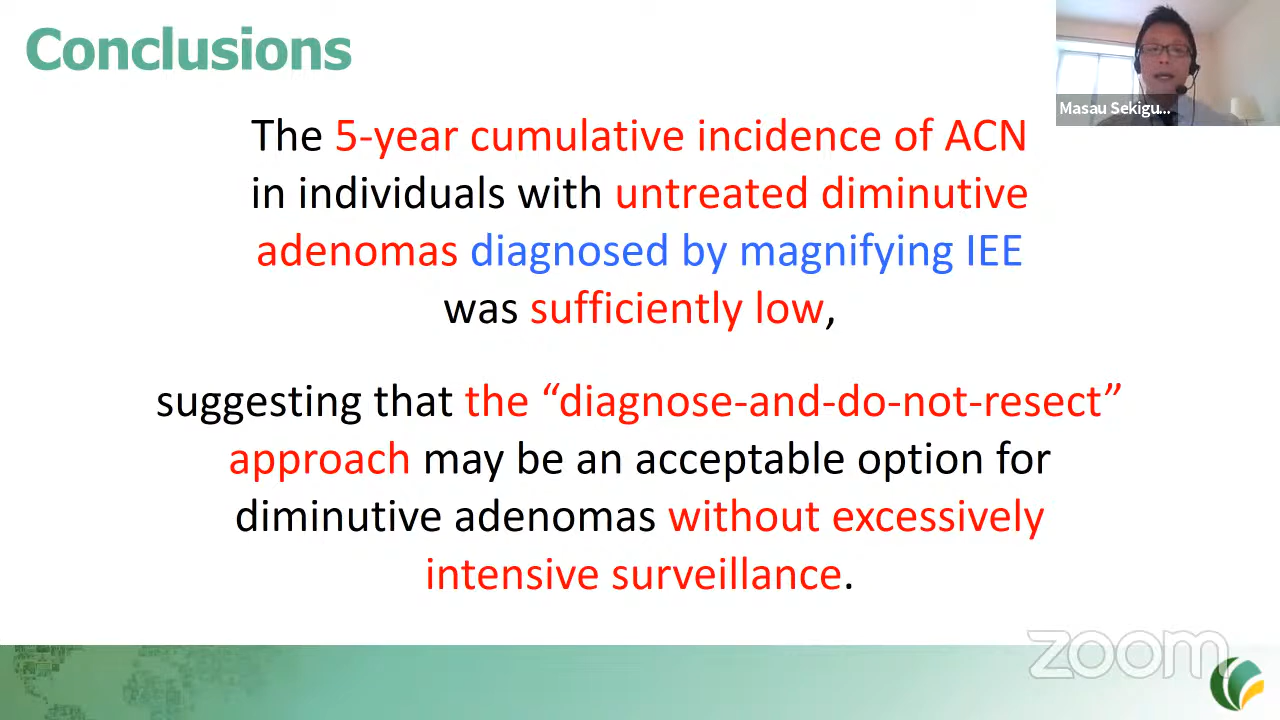 Conclusions
Masau Sekigu...
The 5-year cumulative incidence of ACN
in individuals with untreated diminutive
adenomas diagnosed by magnifying IEE
was sufficiently low,
suggesting that the “diagnose-and-do-not-resect”
approach may be an acceptable option for
diminutive adenomas without excessively
intensive surveillance.
zoom